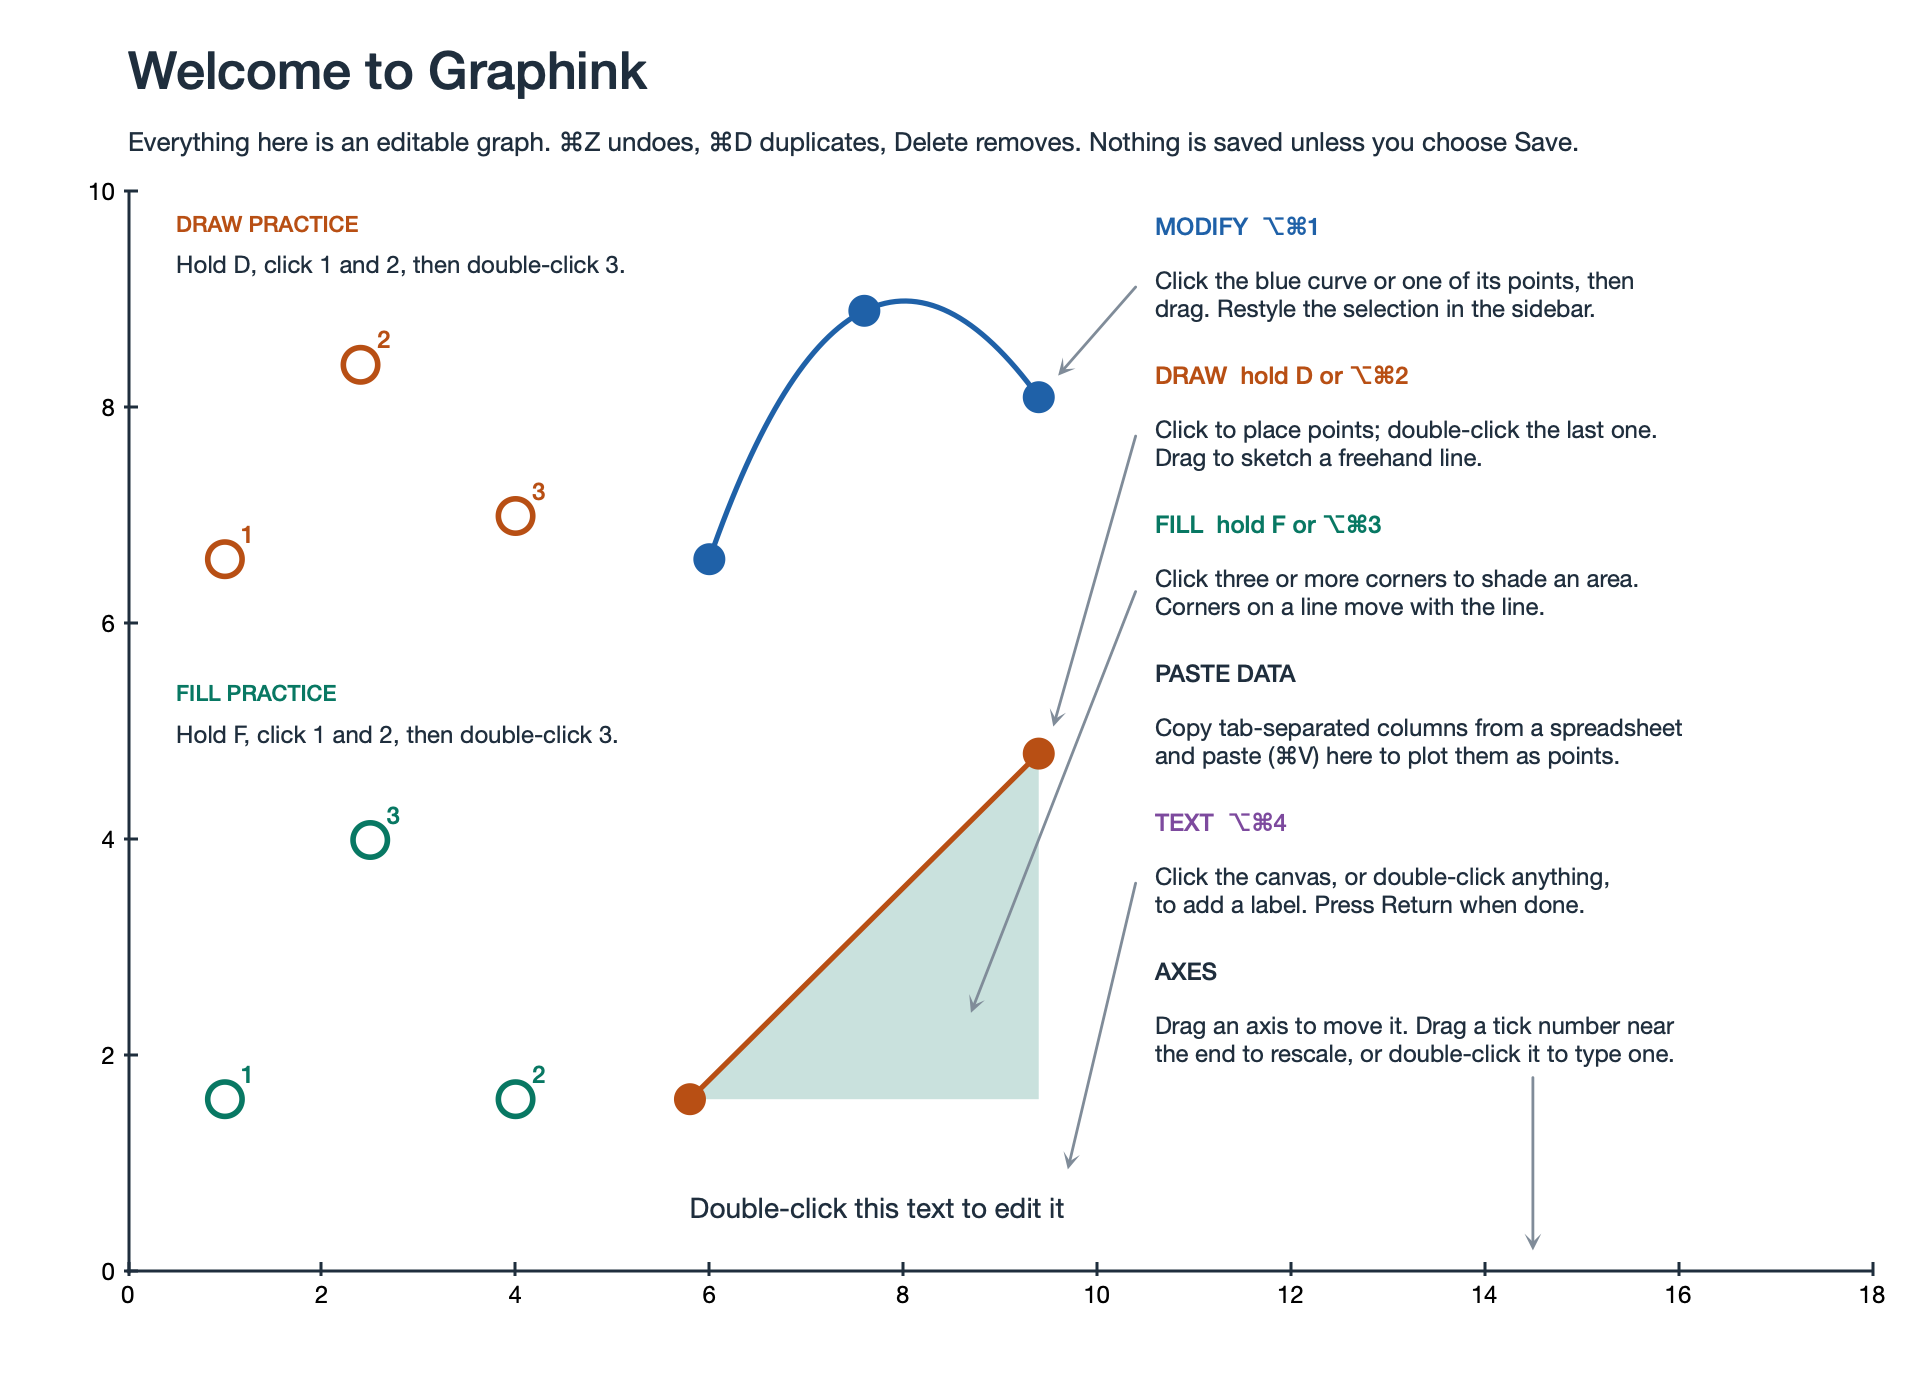 Welcome to Graphink
Everything here is an editable graph. ⌘Z undoes, ⌘D duplicates, Delete removes. Nothing is saved unless you choose Save.
10
8
6
4
2
0
DRAW PRACTICE
Hold D, click 1 and 2, then double-click 3.
2
3
1
FILL PRACTICE
Hold F, click 1 and 2, then double-click 3.
3
1
2
Double-click this text to edit it
MODIFY ⌥⌘1
Click the blue curve or one of its points, then
drag. Restyle the selection in the sidebar.
DRAW hold D or ⌥⌘2
Click to place points; double-click the last one.
Drag to sketch a freehand line.
FILL hold F or ⌥⌘3
Click three or more corners to shade an area.
Corners on a line move with the line.
PASTE DATA
Copy tab-separated columns from a spreadsheet
and paste (⌘V) here to plot them as points.
TEXT ⌥⌘4
Click the canvas, or double-click anything,
to add a label. Press Return when done.
AXES
Drag an axis to move it. Drag a tick number near
the end to rescale, or double-click it to type one.
0 2 4 6 8 10 12 14 16 18